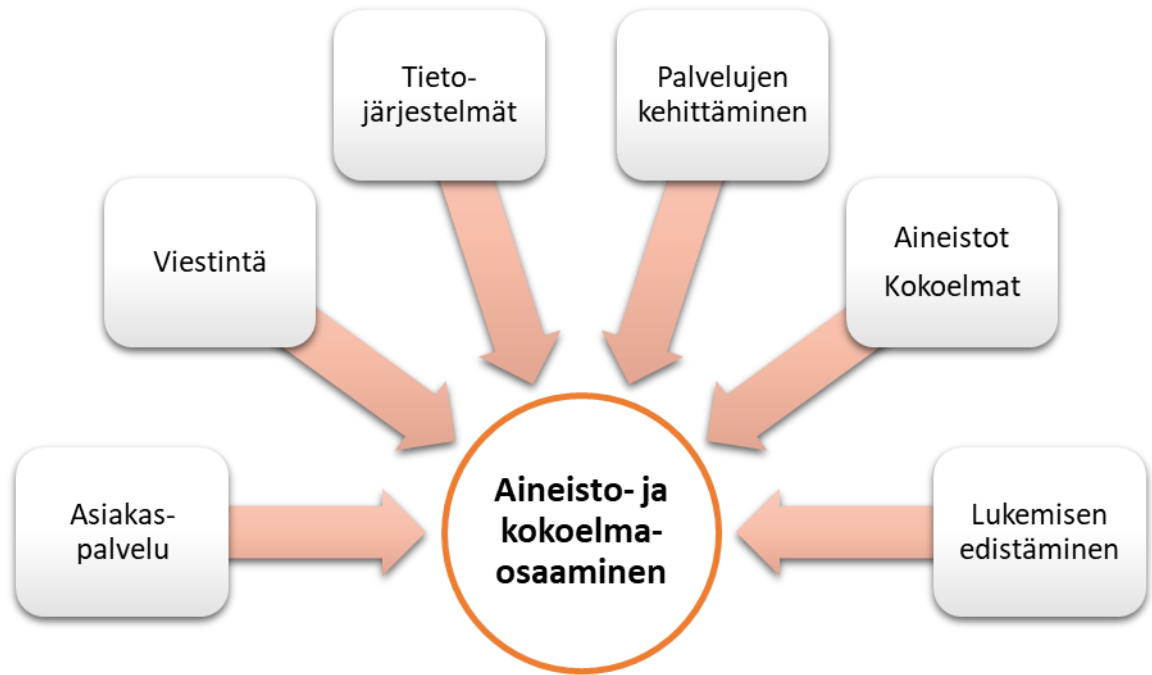 Tieto-
järjestelmät
Palvelujen
kehittäminen
Viestintä
Aineistot
Kokoelmat
Asiakas-
palvelu
Aineisto- ja
kokoelma-
osaaminen
Lukemisen
edistäminen